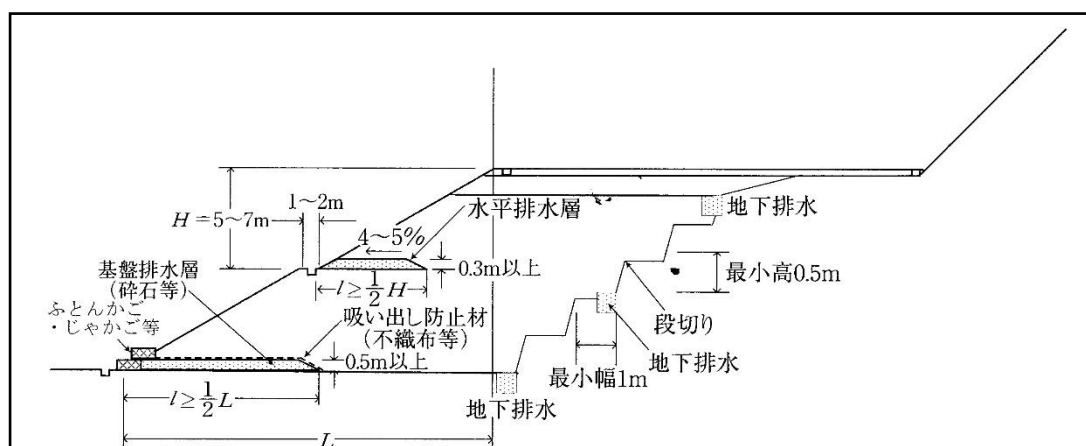 1~2m
H=5~7m
4~5%
水平排水層
地下排水
0.3m以上
最小高0.5m
基盤排水層
(砕石等)
ふとんかご
・じゃかご等
l≥1/2H
吸い出し防止材
(不織布等)
0.5m以上
段切り
地下排水
最小幅1m
l≥1/2L
地下排水
L